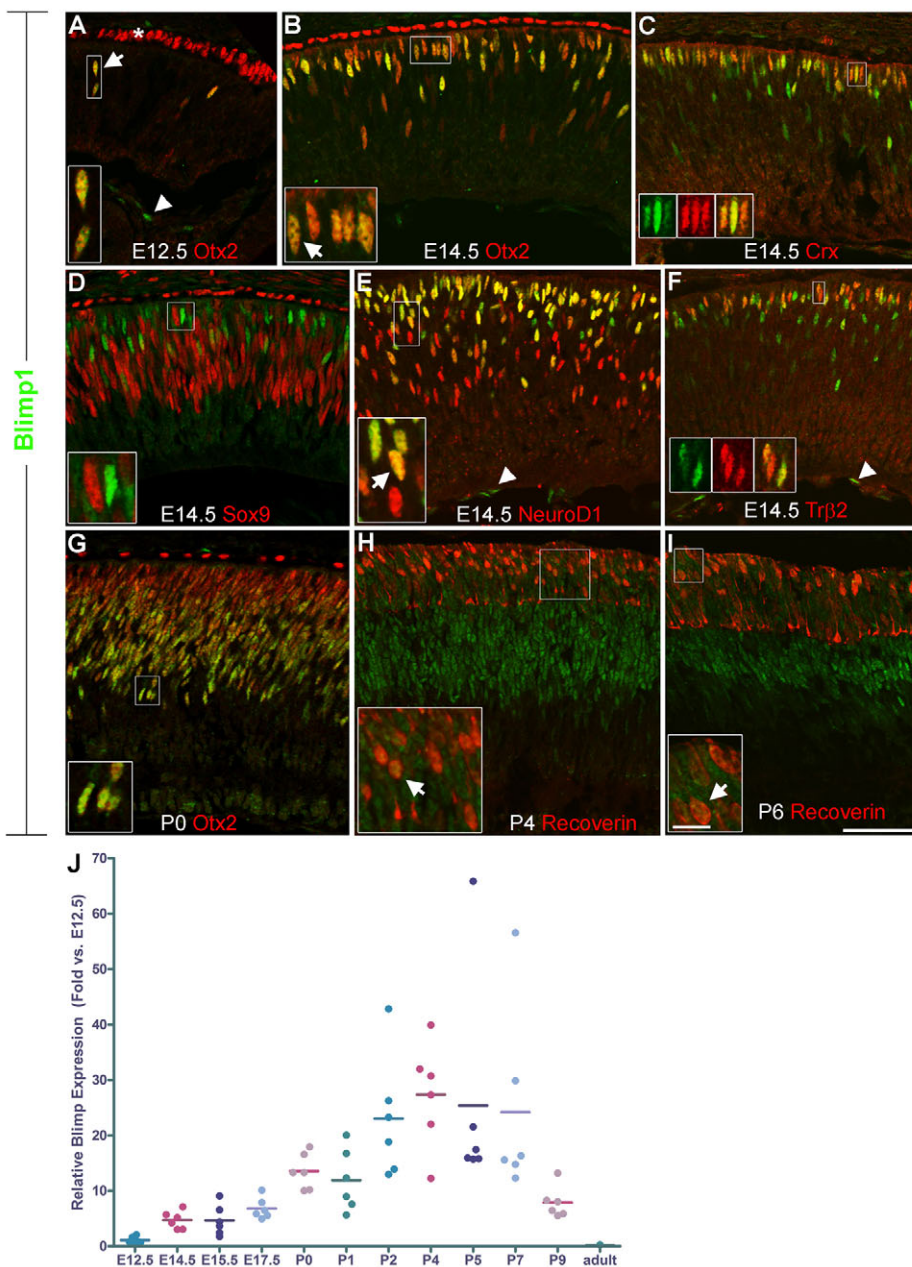 Blimp1
A
*
E12.5 Otx2
B
E14.5 Otx2
C
E14.5 Crx
D
E14.5 Sox9
E
E14.5 NeuroD1
F
E14.5 Trβ2
G
P0 Otx2
H
P4 Recoverin
I
P6 Recoverin
J
Relative Blimp Expression (Fold vs. E12.5)
70
60
50
40
30
20
10
0
E12.5 E14.5 E15.5 E17.5 P0 P1 P2 P4 P5 P7 P9 adult